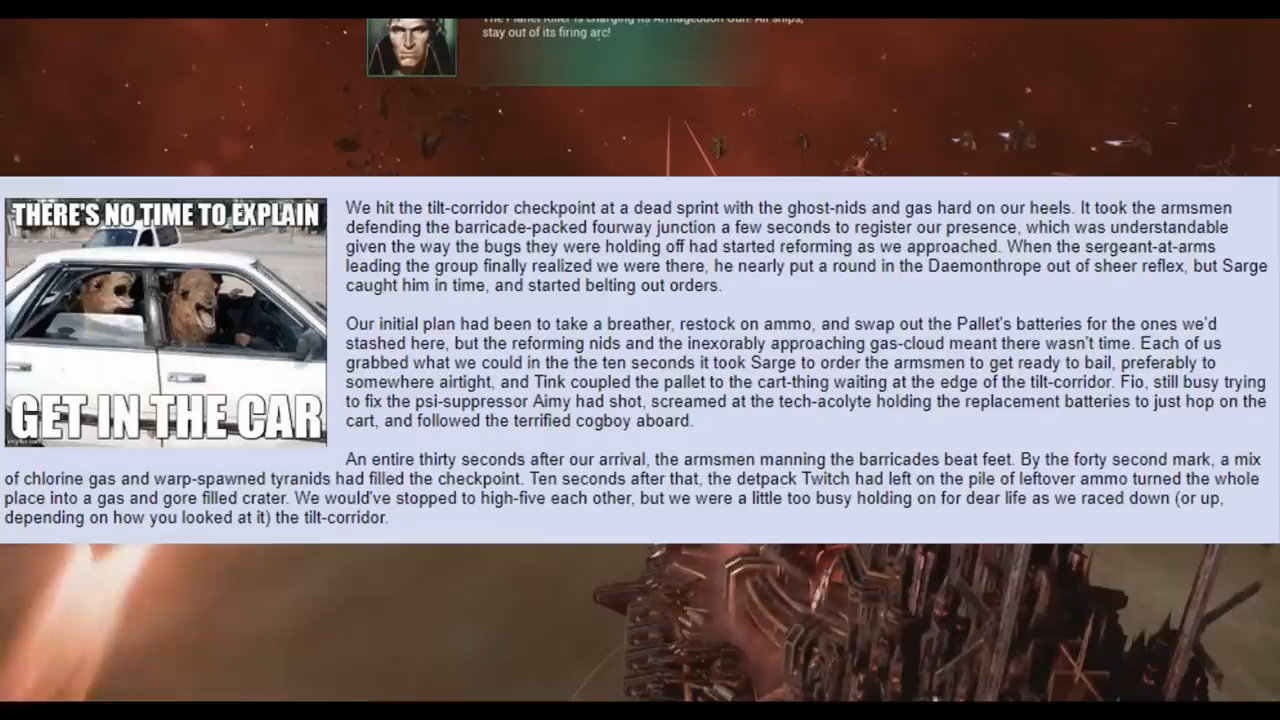 The Planet Killer is charging its Armageddon Gun! All ships,
stay out of its firing arc!
THERE'S NO TIME TO EXPLAIN
GET IN THE CAR
We hit the tilt-corridor checkpoint at a dead sprint with the ghost-nids and gas hard on our heels. It took the armsmen
defending the barricade-packed fourway junction a few seconds to register our presence, which was understandable
given the way the bugs they were holding off had started reforming as we approached. When the sergeant-at-arms
leading the group finally realized we were there, he nearly put a round in the Daemonthrope out of sheer reflex, but Sarge
caught him in time, and started belting out orders.
Our initial plan had been to take a breather, restock on ammo, and swap out the Pallet's batteries for the ones we'd
stashed here, but the reforming nids and the inexorably approaching gas-cloud meant there wasn't time. Each of us
grabbed what we could in the the ten seconds it took Sarge to order the armsmen to get ready to bail, preferably to
somewhere airtight, and Tink coupled the pallet to the cart-thing waiting at the edge of the tilt-corridor. Fio, still busy trying
to fix the psi-suppressor Aimy had shot, screamed at the tech-acolyte holding the replacement batteries to just hop on the
cart, and followed the terrified cogboy aboard.
An entire thirty seconds after our arrival, the armsmen manning the barricades beat feet. By the forty second mark, a mix
of chlorine gas and warp-spawned tyranids had filled the checkpoint. Ten seconds after that, the detpack Twitch had left on the pile of leftover ammo turned the whole
place into a gas and gore filled crater. We would've stopped to high-five each other, but we were a little too busy holding on for dear life as we raced down (or up,
depending on how you looked at it) the tilt-corridor.